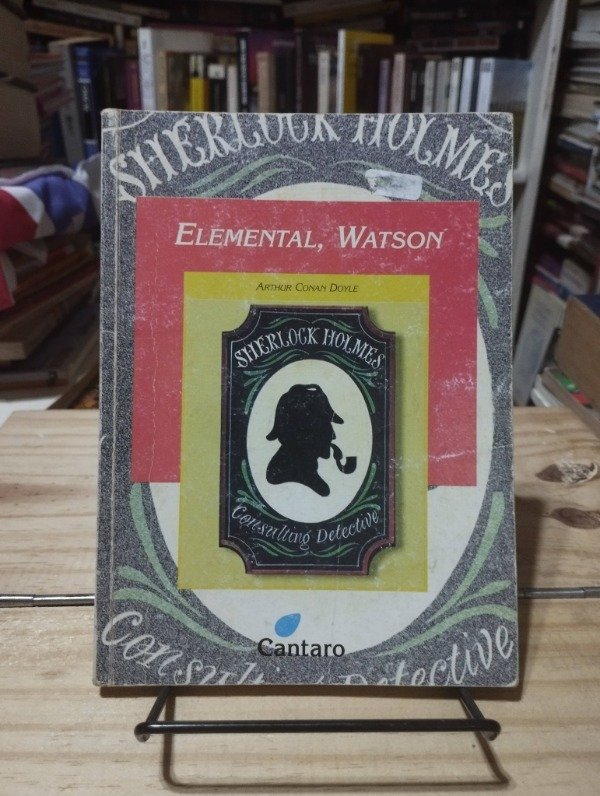 SHERLOCK HOLMES
ELEMENTAL, WATSON
ARTHUR CONAN DOYLE
SHERLOCK HOLMES
Consulting Detective
Cantaro
Consulting Detective